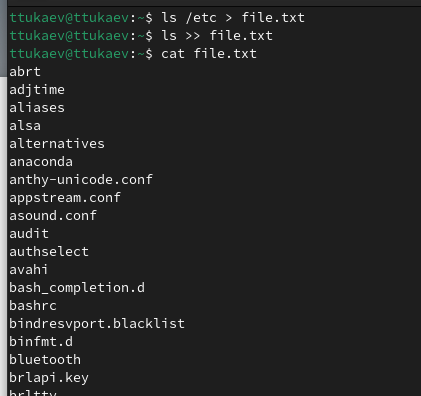 ttukaev@ttukaev:~$ ls /etc > file.txt
ttukaev@ttukaev:~$ ls >> file.txt
ttukaev@ttukaev:~$ cat file.txt
abrt
adjtime
aliases
alsa
alternatives
anaconda
anthy-unicode.conf
appstream.conf
asound.conf
audit
authselect
avahi
bash_completion.d
bashrc
bindresvport.blacklist
binfmt.d
bluetooth
brlapi.key